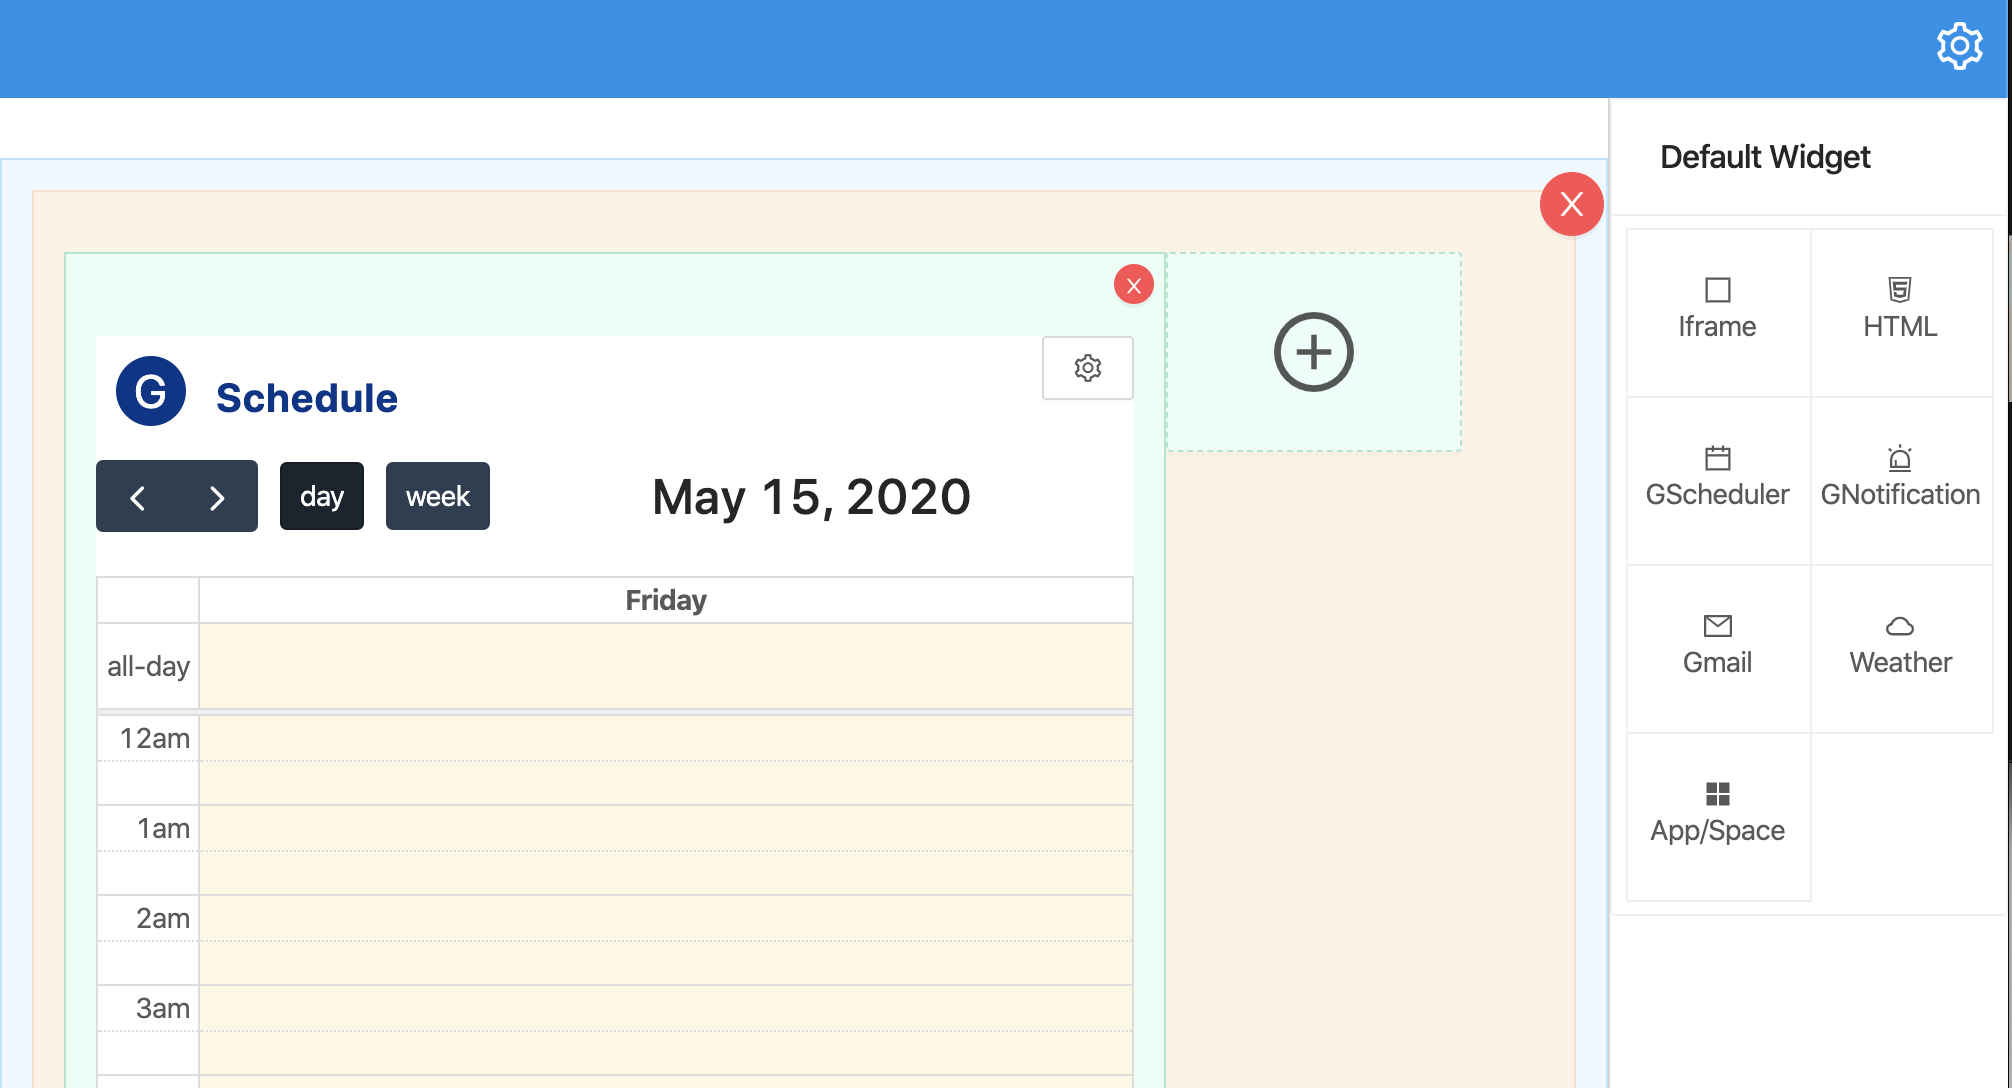 Default Widget
X
X
G Schedule
day week May 15, 2020
Friday
all-day
12am
1am
2am
3am
Iframe HTML
GScheduler GNotification
Gmail Weather
App/Space